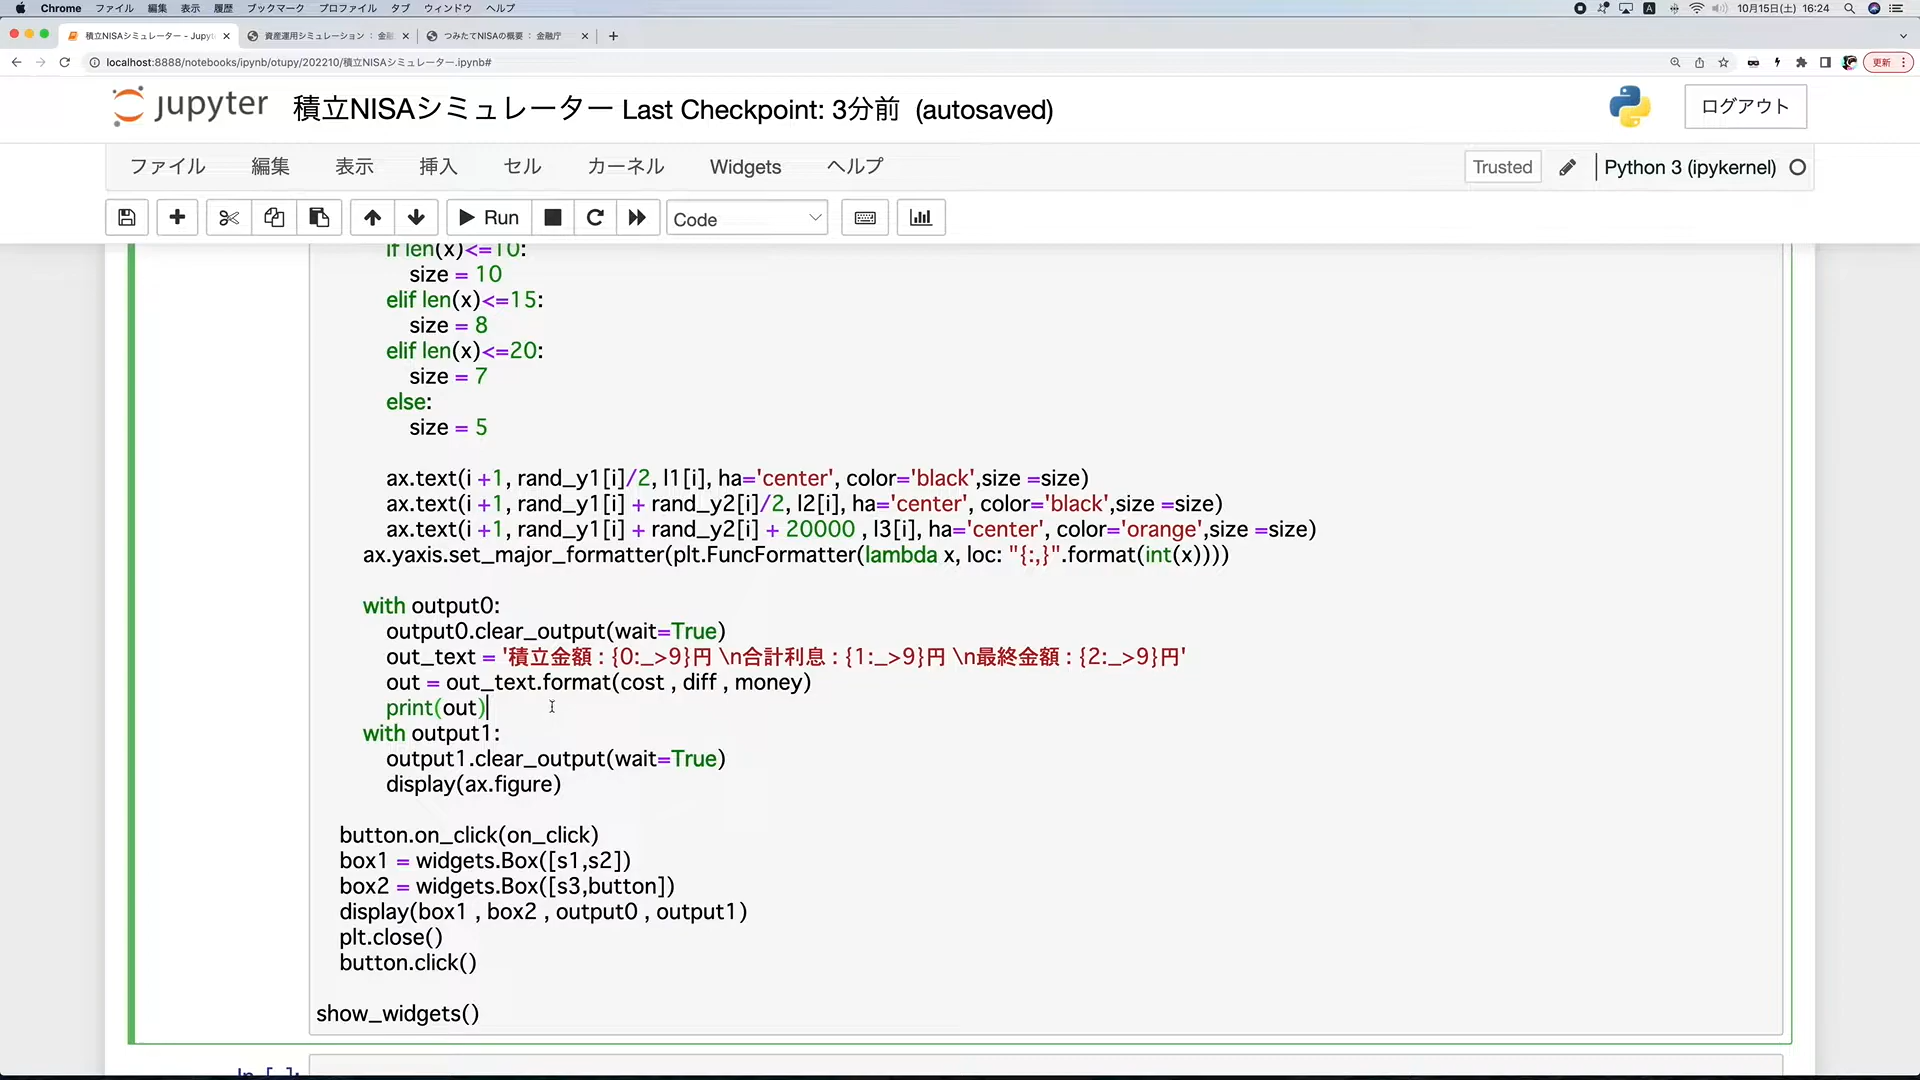 Chrome ファイル 編集 表示 履歴 ブックマーク プロファイル タブ ウィンドウ ヘルプ 10月15日(土) 16:24
積立NISAシミュレーター - Jupyt 資産運用シミュレーション : 金融 つみたてNISAの概要 : 金融庁
localhost:8888/notebooks/ipynb/otupy/202210/積立NISAシミュレーター.ipynb# 更新
jupyter 積立NISAシミュレーター Last Checkpoint: 3分前 (autosaved) ログアウト
ファイル 編集 表示 挿入 セル カーネル Widgets ヘルプ Trusted Python 3 (ipykernel)
Run Code
if len(x)<=10:
size = 10
elif len(x)<=15:
size = 8
elif len(x)<=20:
size = 7
else:
size = 5
ax.text(i +1, rand_y1[i]/2, l1[i], ha='center', color='black',size =size)
ax.text(i +1, rand_y1[i] + rand_y2[i]/2, l2[i], ha='center', color='black',size =size)
ax.text(i +1, rand_y1[i] + rand_y2[i] + 20000 , l3[i], ha='center', color='orange',size =size)
ax.yaxis.set_major_formatter(plt.FuncFormatter(lambda x, loc: "{:,}".format(int(x))))
with output0:
output0.clear_output(wait=True)
out_text = '積立金額 : {0:_>9}円 \n合計利息 : {1:_>9}円 \n最終金額 : {2:_>9}円'
out = out_text.format(cost , diff , money)
print(out)
with output1:
output1.clear_output(wait=True)
display(ax.figure)
button.on_click(on_click)
box1 = widgets.Box([s1,s2])
box2 = widgets.Box([s3,button])
display(box1 , box2 , output0 , output1)
plt.close()
button.click()
show_widgets()
In [ ]: